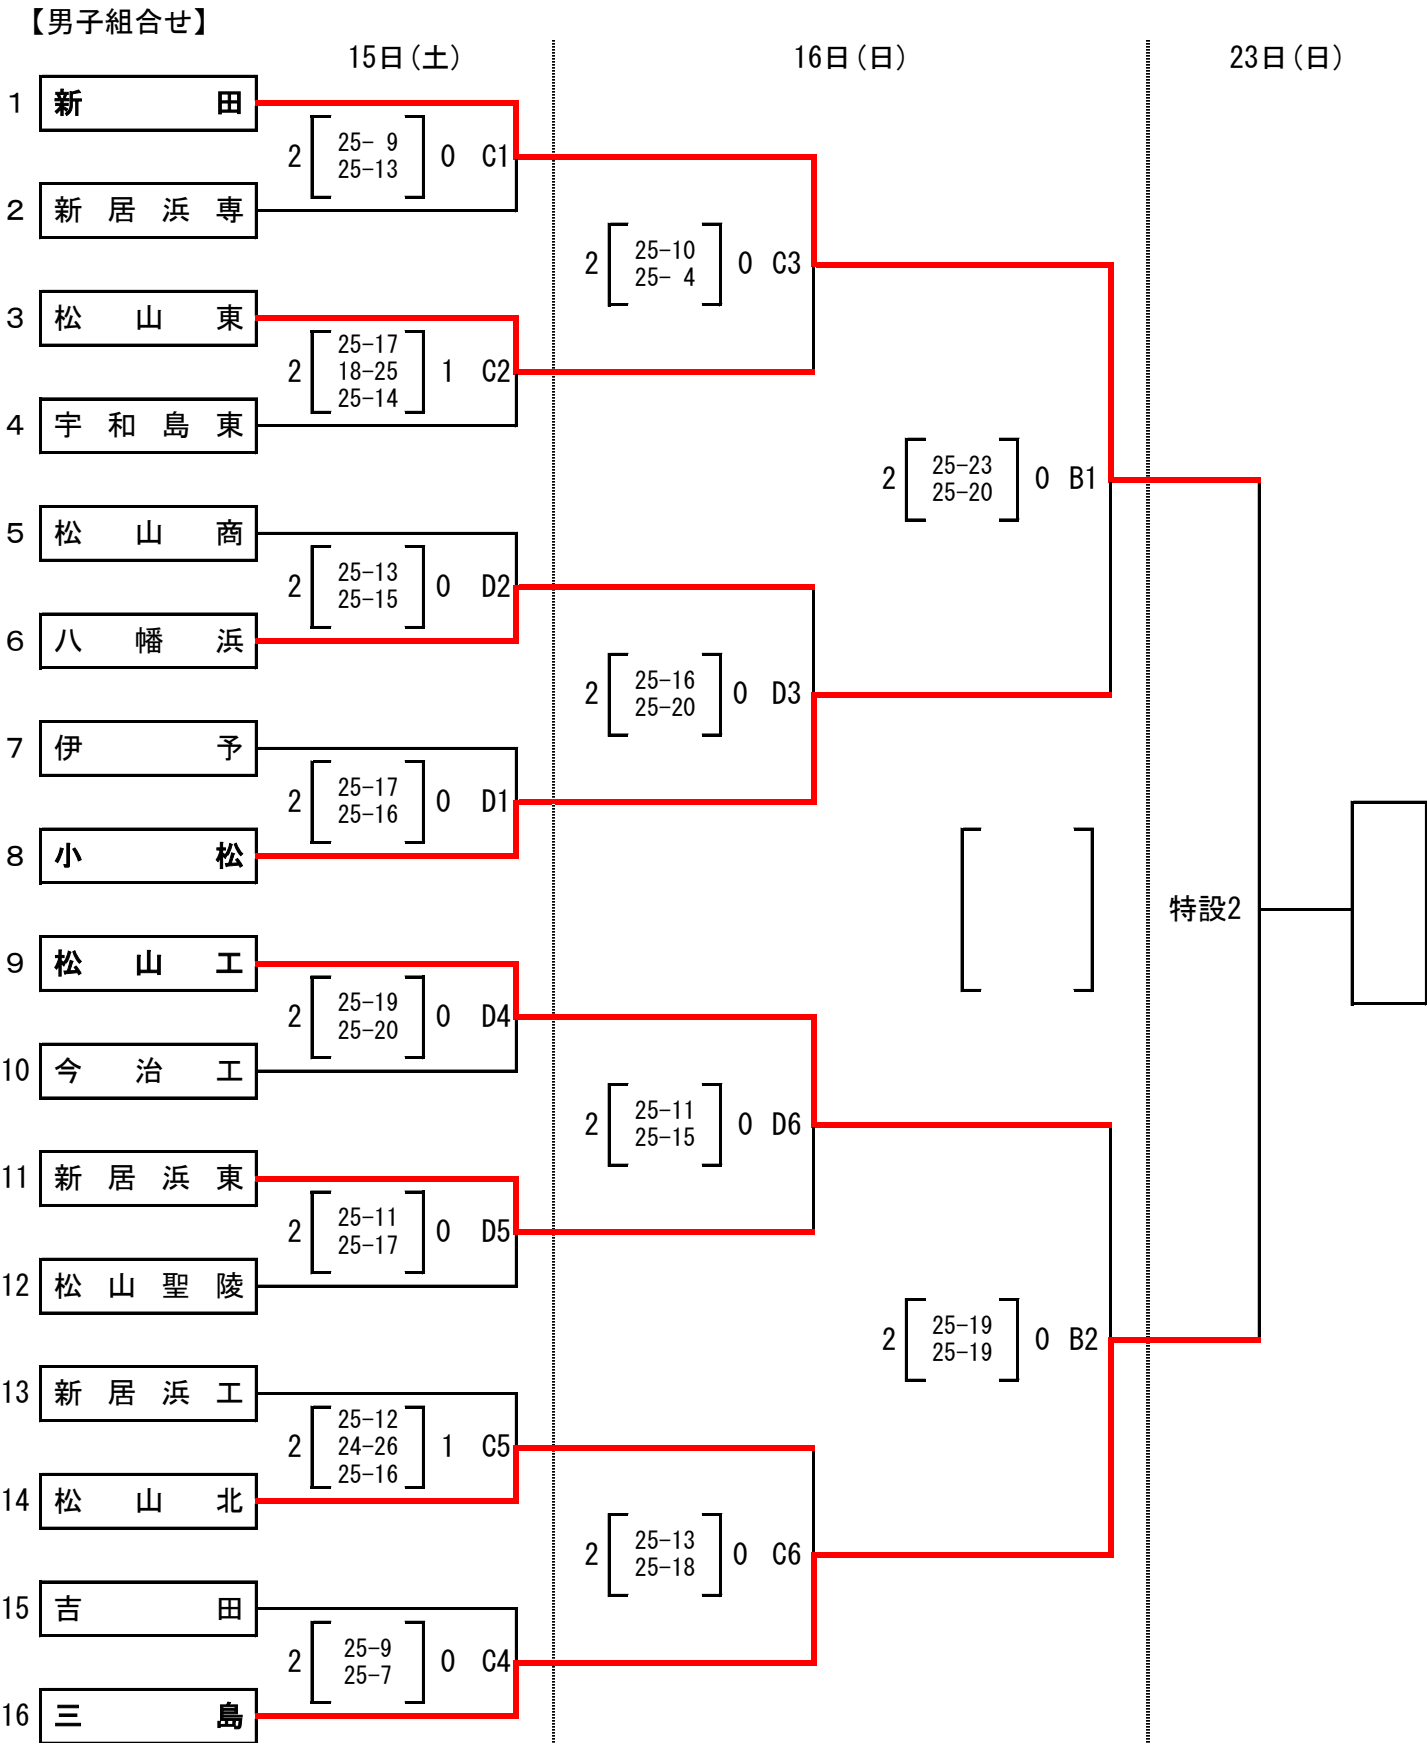 【男子組合せ】
15日(土) 16日(日) 23日(日)
1 新田
2 [25- 9 25-13] 0 C1
2 新居浜専
2 [25-10 25- 4] 0 C3
3 松山東
2 [25-17 18-25 25-14] 1 C2
4 宇和島東
2 [25-23 25-20] 0 B1
5 松山商
2 [25-13 25-15] 0 D2
6 八幡浜
2 [25-16 25-20] 0 D3
7 伊予
2 [25-17 25-16] 0 D1
8 小松
特設2
9 松山工
2 [25-19 25-20] 0 D4
10 今治工
2 [25-11 25-15] 0 D6
11 新居浜東
2 [25-11 25-17] 0 D5
12 松山聖陵
2 [25-19 25-19] 0 B2
13 新居浜工
2 [25-12 24-26 25-16] 1 C5
14 松山北
2 [25-13 25-18] 0 C6
15 吉田
2 [25-9 25-7] 0 C4
16 三島